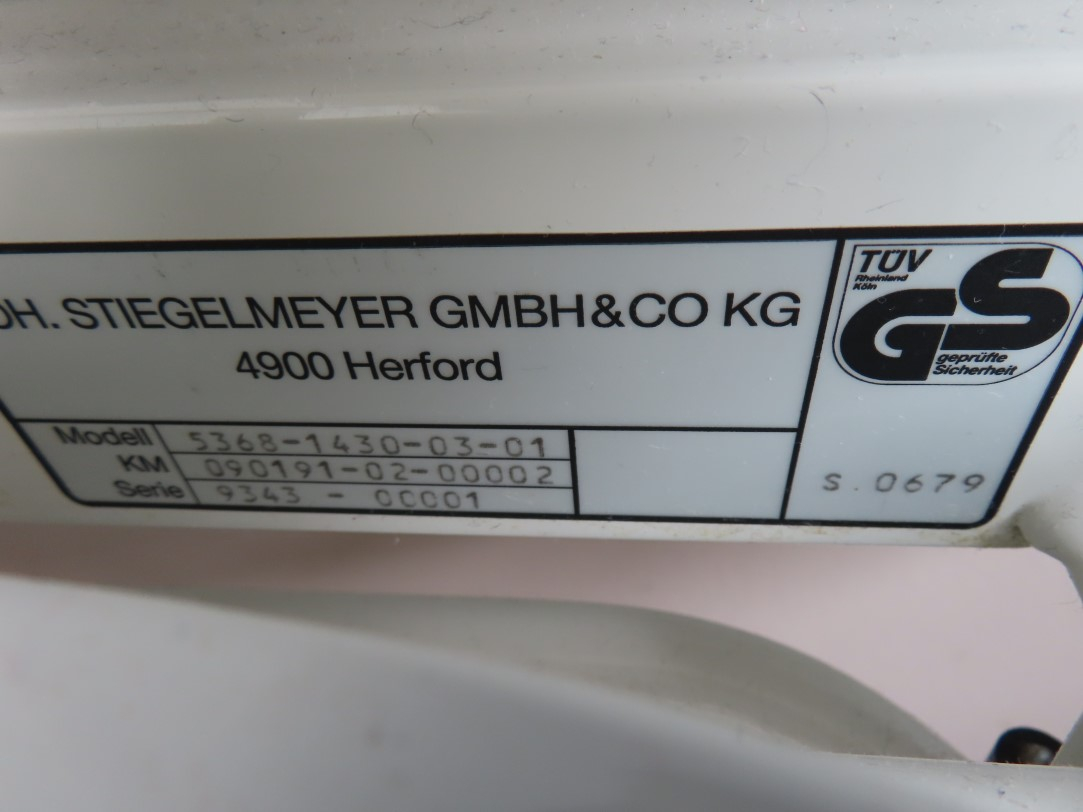 OH. STIEGELMEYER GMBH&CO KG
4900 Herford
Modell 5368-1430-03-01
KM 090191-02-00002
Serie 9343 - 00001
TÜV
Rheinland
Köln
GS
geprüfte
Sicherheit
S.0679